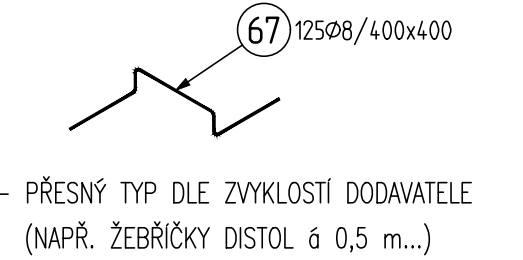 67 125Ø8/400x400
- PŘESNÝ TYP DLE ZVYKLOSTÍ DODAVATELE
(NAPŘ. ŽEBŘÍČKY DISTOL á 0,5 m...)